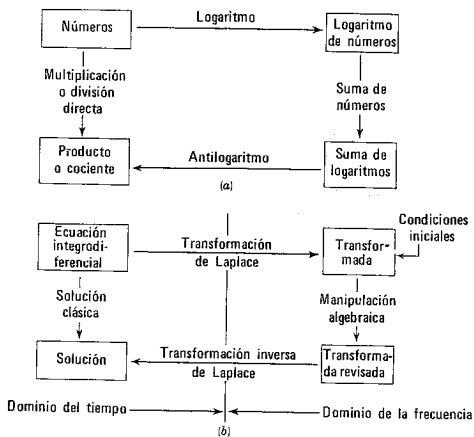 Números
Logaritmo
Logaritmo
de números
Multiplicación
o división
directa
Suma de
números
Producto
o cociente
Antilogaritmo
Suma de
logaritmos
(a)
Ecuación
integrodi-
ferencial
Transformación
de Laplace
Transfor-
mada
Condiciones
iniciales
Solución
clásica
Manipulación
algebraica
Solución
Transformación inversa
de Laplace
Transforma-
da revisada
Dominio del tiempo
Dominio de la frecuencia
(b)